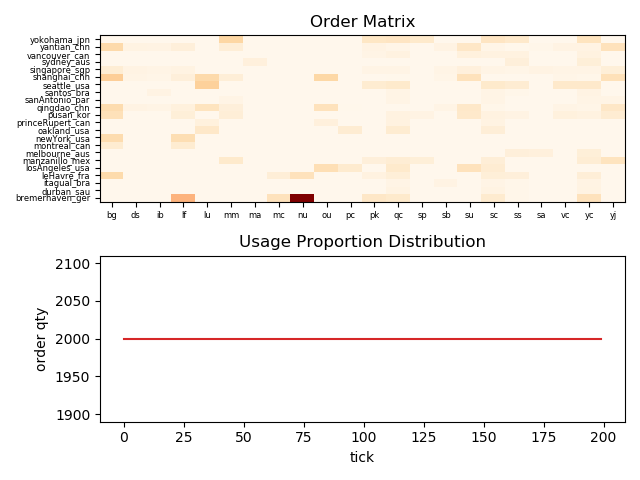 Order Matrix
yokohama_jpn
yantian_chn
vancouver_can
sydney_aus
singapore_sgp
shanghai_chn
seattle_usa
santos_bra
sanAntonio_par
qingdao_chn
pusan_kor
princeRupert_can
oakland_usa
newYork_usa
montreal_can
melbourne_aus
manzanillo_mex
losAngeles_usa
leHavre_fra
itagual_bra
durban_sau
bremerhaven_ger
bg ds ib lf lu mm ma mc nu ou pc pk qc sp sb su sc ss sa vc yc yj
Usage Proportion Distribution
2100
2050
2000
1950
1900
order qty
0 25 50 75 100 125 150 175 200
tick